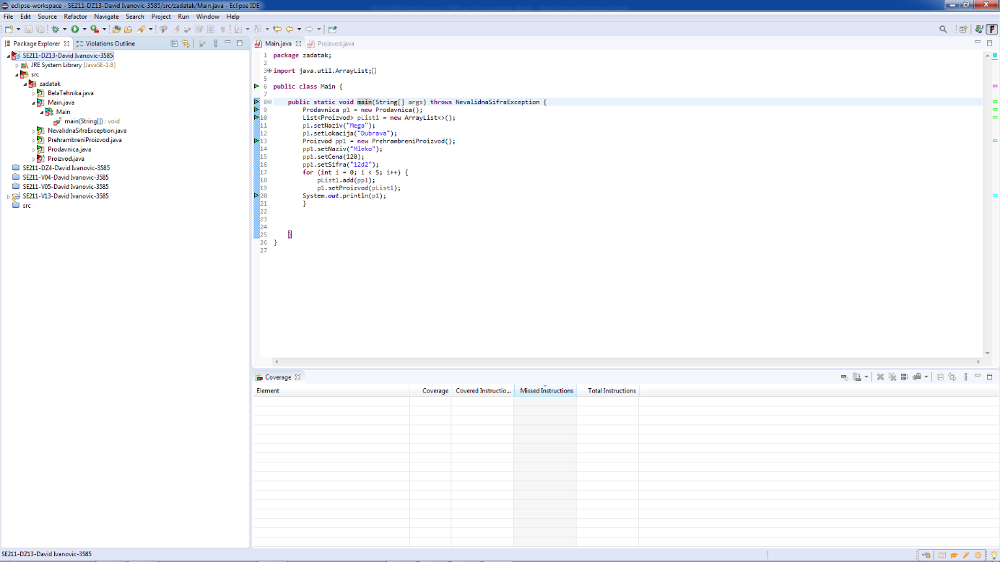 eclipse-workspace - SE211-DZ13-David Ivanovic-3585/src/zadatak/Main.java - Eclipse IDE
File Edit Source Refactor Navigate Search Project Run Window Help
Package Explorer Violations Outline
SE211-DZ13-David Ivanovic-3585
JRE System Library [JavaSE-1.8]
src
zadatak
BelaTehnika.java
Main.java
Main
main(String[]) : void
NevalidnaSifraException.java
PrehrambeniProizvod.java
Prodavnica.java
Proizvod.java
SE211-DZ4-David Ivanovic-3585
SE211-V04-David Ivanovic-3585
SE211-V05-David Ivanovic-3585
SE211-V13-David Ivanovic-3585
src
Main.java Proizvod.java
1 package zadatak;
2
3 import java.util.ArrayList;
5
6 public class Main {
7
8 public static void main(String[] args) throws NevalidnaSifraException {
9 Prodavnica p1 = new Prodavnica();
10 List<Proizvod> pList1 = new ArrayList<>();
11 p1.setNaziv("Mega");
12 p1.setLokacija("Dubrava");
13 Proizvod pp1 = new PrehrambeniProizvod();
14 pp1.setNaziv("Mleko");
15 pp1.setCena(120);
16 pp1.setSifra("12d2");
17 for (int i = 0; i < 5; i++) {
18 pList1.add(pp1);
19 p1.setProizvod(pList1);
20 System.out.println(p1);
21 }
22
23
24
25 }
26 }
27
Coverage
Element Coverage Covered Instructio... Missed Instructions Total Instructions
SE211-DZ13-David Ivanovic-3585